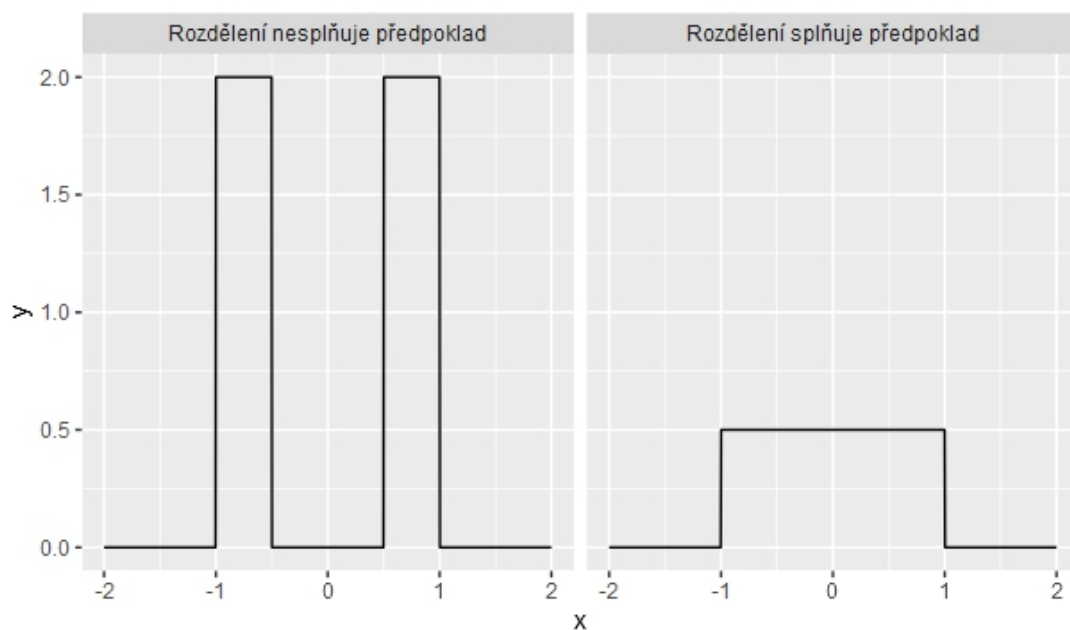 Rozdělení nesplňuje předpoklad
Rozdělení splňuje předpoklad
2.0
1.5
1.0
0.5
0.0
y
-2 -1 0 1 2
-2 -1 0 1 2
x